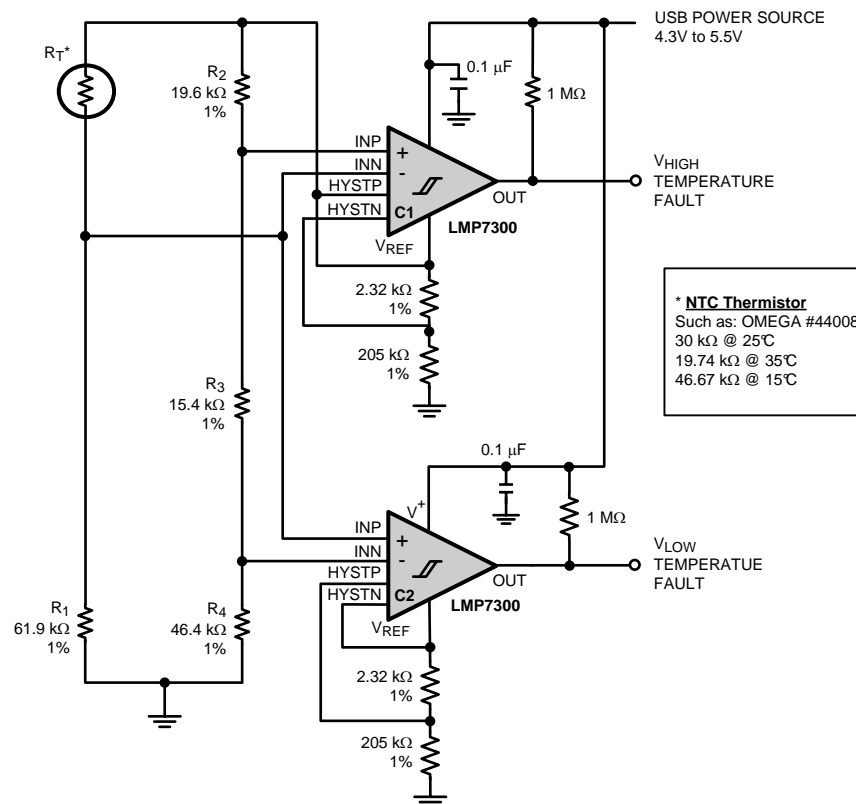 USB POWER SOURCE
4.3V to 5.5V
R_T*
R₂
19.6 kΩ
1%
0.1 µF
1 MΩ
INP
INN
HYSTP
HYSTN
+
-
C1
OUT
LMP7300
V_REF
V_HIGH
TEMPERATURE
FAULT
2.32 kΩ
1%
205 kΩ
1%
* NTC Thermistor
Such as: OMEGA #44008
30 kΩ @ 25℃
19.74 kΩ @ 35℃
46.67 kΩ @ 15℃
R₃
15.4 kΩ
1%
0.1 µF
V⁺
1 MΩ
INP
INN
HYSTP
HYSTN
+
-
C2
OUT
LMP7300
V_REF
V_LOW
TEMPERATUE
FAULT
R₁
61.9 kΩ
1%
R₄
46.4 kΩ
1%
2.32 kΩ
1%
205 kΩ
1%